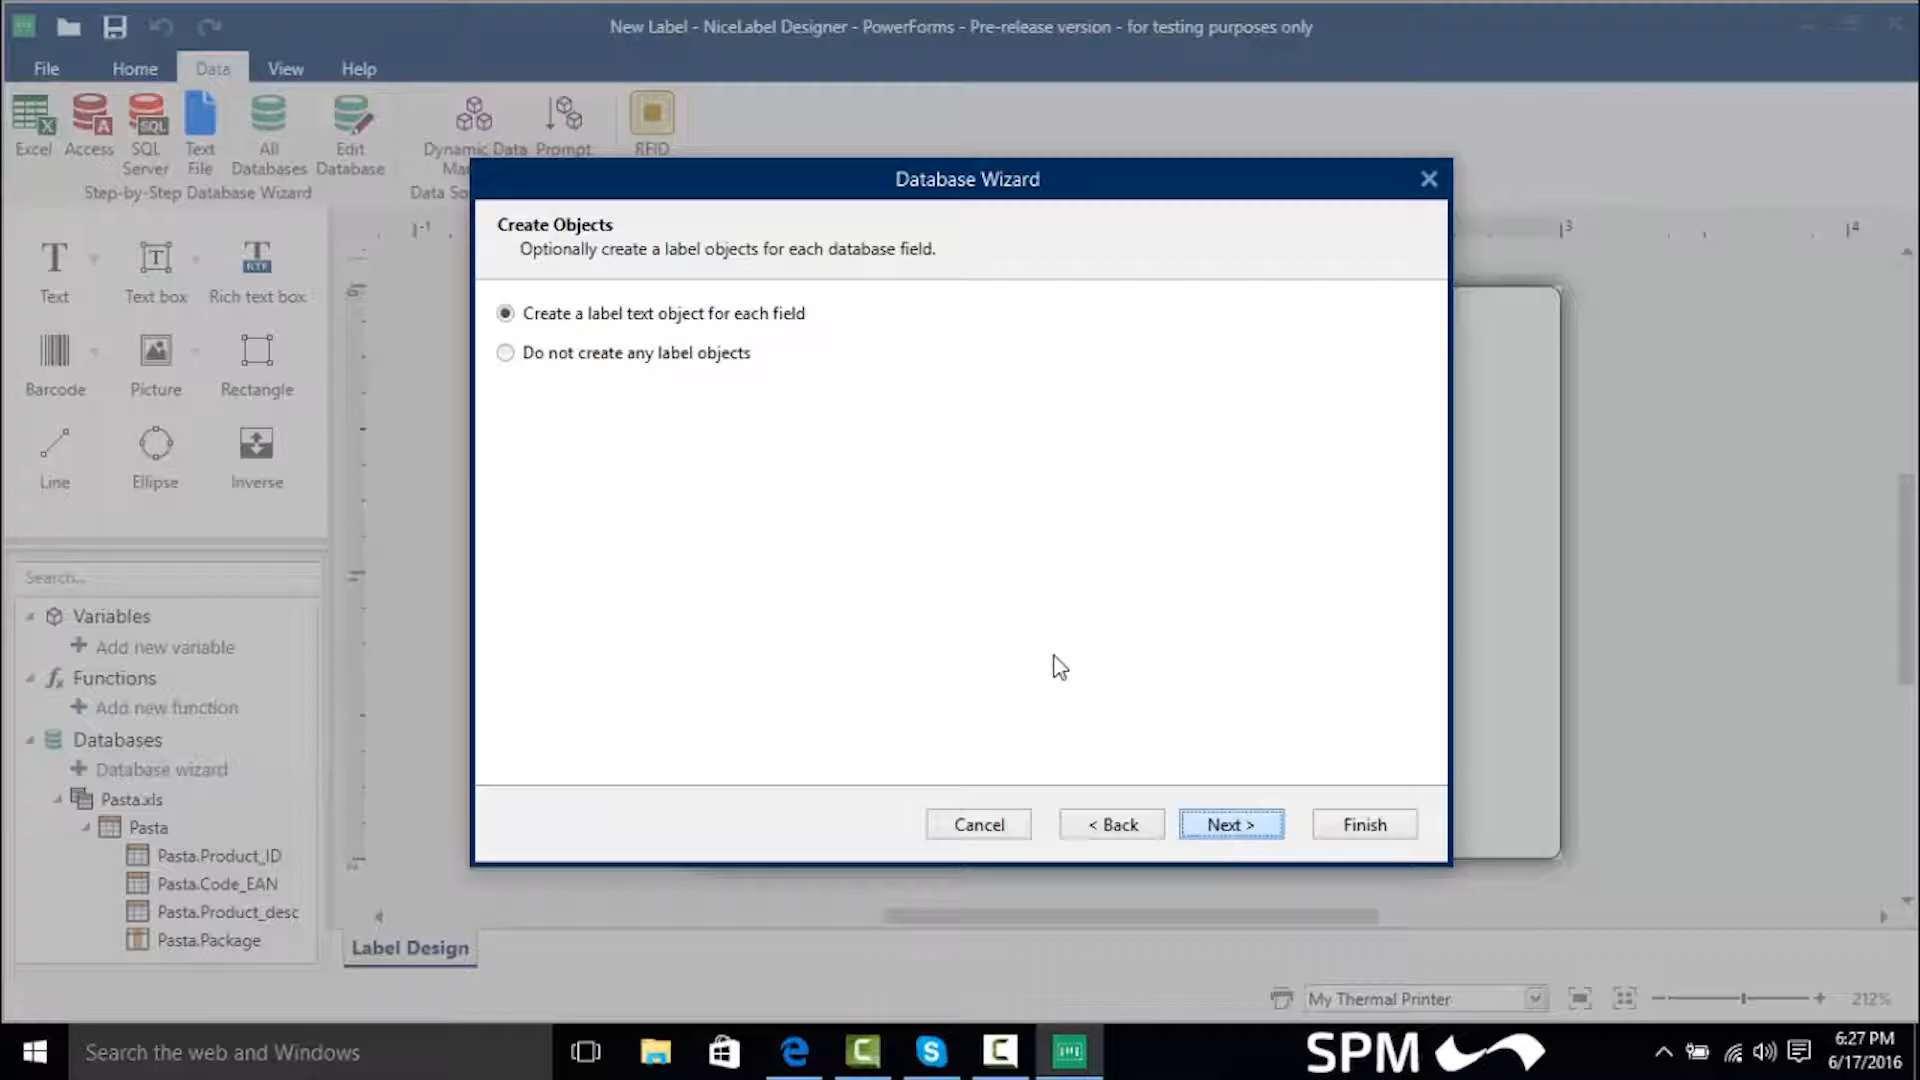 New Label - NiceLabel Designer - PowerForms - Pre-release version - for testing purposes only
File Home Data View Help
Excel Access SQL Server Text File All Databases Edit Database Dynamic Data Ma Prompt RFID
Step-by-Step Database Wizard Data So
Text Text box Rich text box
Barcode Picture Rectangle
Line Ellipse Inverse
Search...
Variables
Add new variable
Functions
Add new function
Databases
Database wizard
Pasta.xls
Pasta
Pasta.Product_ID
Pasta.Code_EAN
Pasta.Product_desc
Pasta.Package
Database Wizard
Create Objects
Optionally create a label objects for each database field.
Create a label text object for each field
Do not create any label objects
Cancel < Back Next > Finish
Label Design
My Thermal Printer 212%
Search the web and Windows
SPM
6:27 PM
6/17/2016